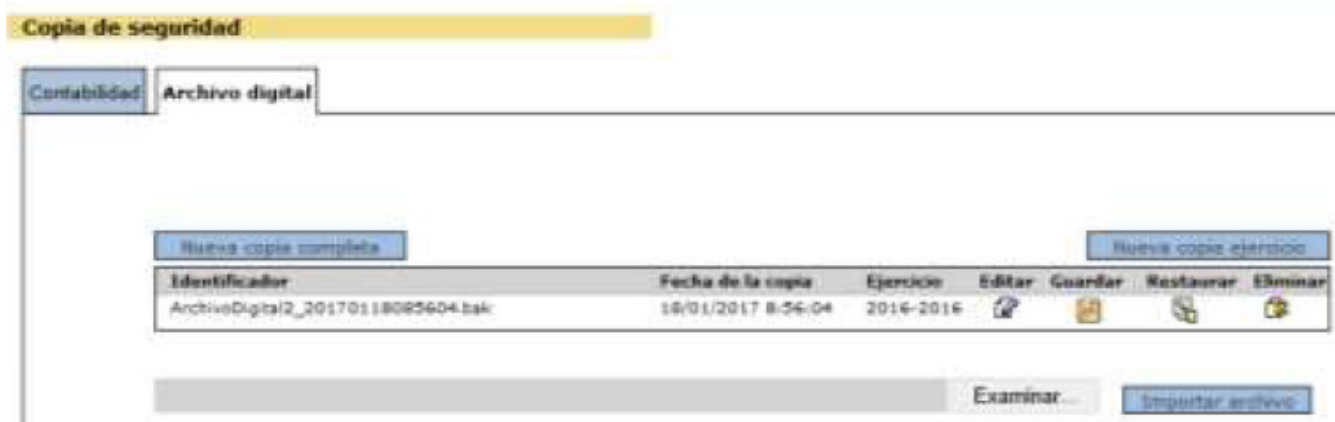 Copia de seguridad
Contabilidad Archivo digital
Nueva copia completa Nueva copia ejercicio
Identificador Fecha de la copia Ejercicio Editar Guardar Restaurar Eliminar
ArchivoDigital2_20170118085604.bak 18/01/2017 8:56:04 2016-2016
Examinar... Importar archivo